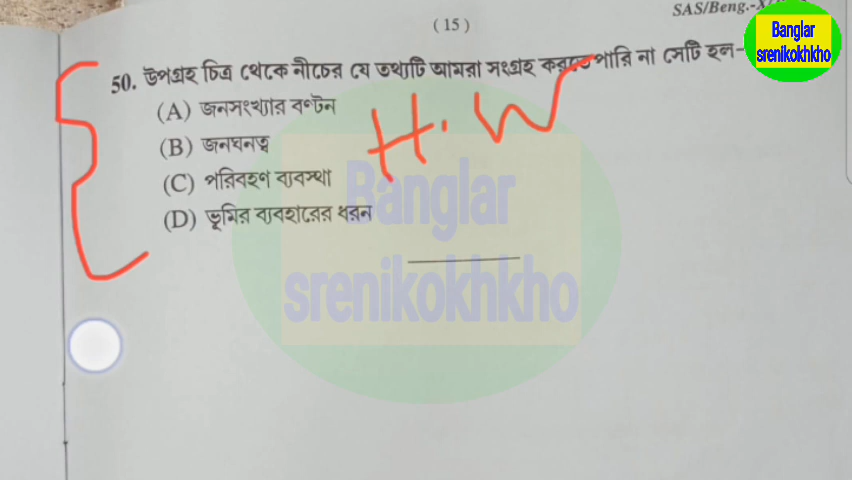 SAS/Beng.-X
(15)
Banglar
srenikokhkho
50. উপগ্রহ চিত্র থেকে নীচের যে তথ্যটি আমরা সংগ্রহ করতে পারি না সেটি হল-
(A) জনসংখ্যার বণ্টন
H.W
(B) জনঘনত্ব
(C) পরিবহণ ব্যবস্থা
(D) ভূমির ব্যবহারের ধরন
Banglar
srenikokhkho